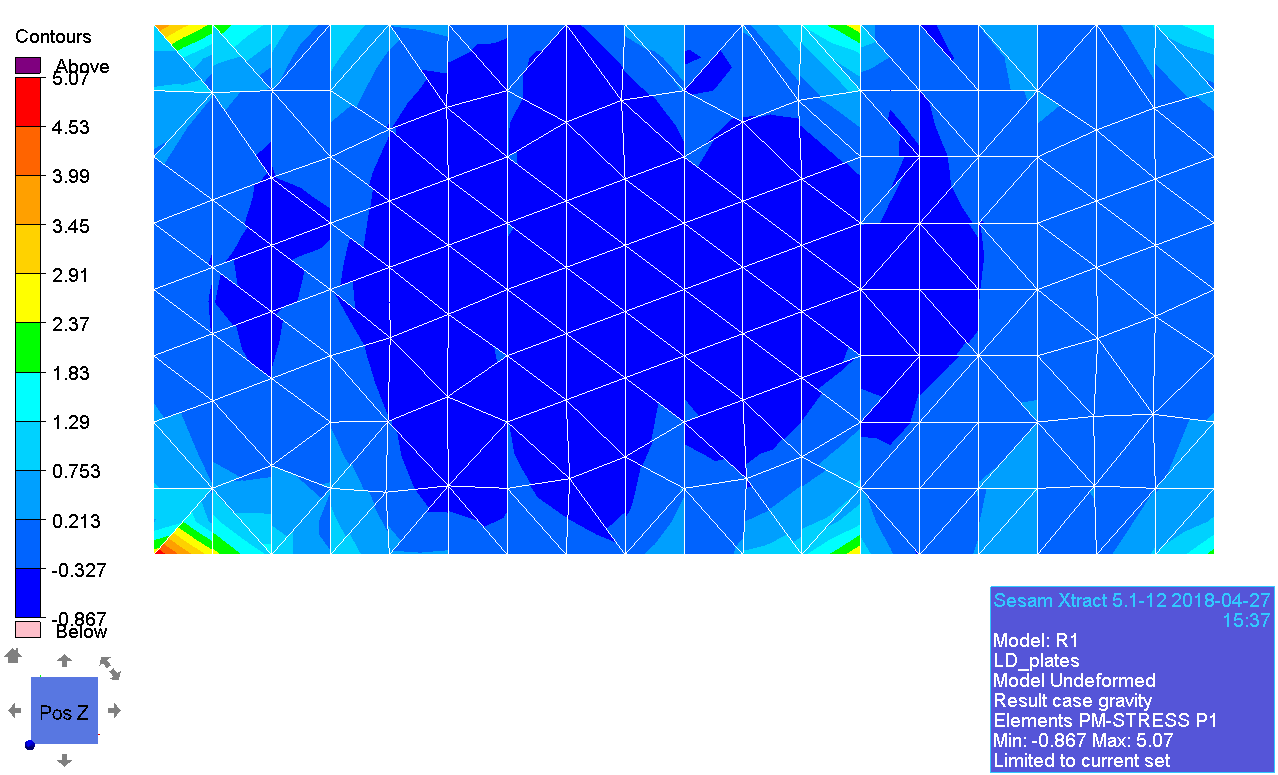 Contours
Above
5.07
4.53
3.99
3.45
2.91
2.37
1.83
1.29
0.753
0.213
-0.327
-0.867
Below
Pos Z
Sesam Xtract 5.1-12 2018-04-27
15:37
Model: R1
LD_plates
Model Undeformed
Result case gravity
Elements PM-STRESS P1
Min: -0.867 Max: 5.07
Limited to current set